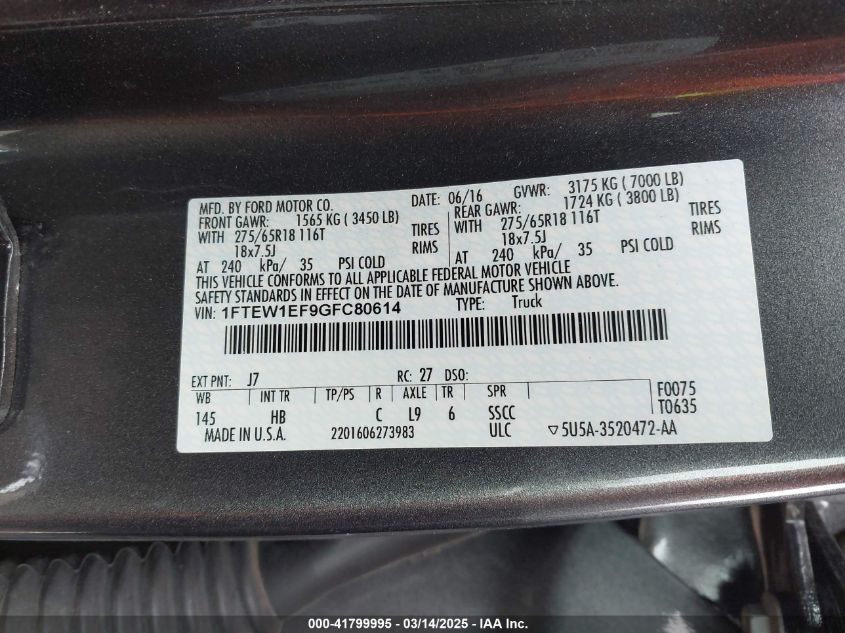 MFD. BY FORD MOTOR CO. DATE: 06/16 GVWR: 3175 KG ( 7000 LB)
FRONT GAWR: 1565 KG ( 3450 LB) REAR GAWR: 1724 KG ( 3800 LB)
WITH 275/65R18 116T TIRES WITH 275/65R18 116T TIRES
18x7.5J RIMS 18x7.5J RIMS
AT 240 kPa/ 35 PSI COLD AT 240 kPa/ 35 PSI COLD
THIS VEHICLE CONFORMS TO ALL APPLICABLE FEDERAL MOTOR VEHICLE
SAFETY STANDARDS IN EFFECT ON THE DATE OF MANUFACTURE SHOWN ABOVE.
VIN: 1FTEW1EF9GFC80614 TYPE: Truck
EXT PNT: J7 RC: 27 DSO:
WB INT TR TP/PS R AXLE TR SPR F0075
145 HB C L9 6 SSCC T0635
MADE IN U.S.A. 2201606273983 ULC ▽5U5A-3520472-AA
000-41799995 - 03/14/2025 - IAA Inc.